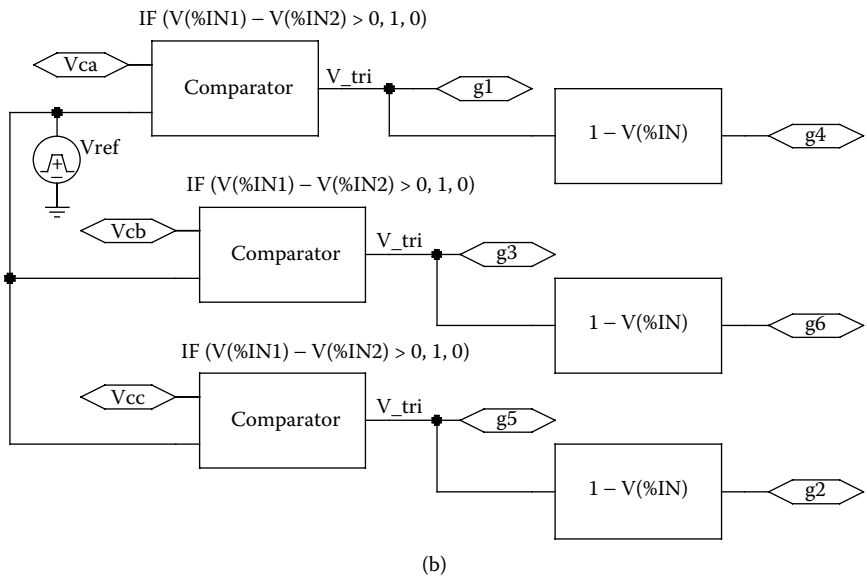 IF (V(%IN1) – V(%IN2) > 0, 1, 0)
Vca
Comparator
V_tri
g1
1 – V(%IN)
g4
Vref
+
–
IF (V(%IN1) – V(%IN2) > 0, 1, 0)
Vcb
Comparator
V_tri
g3
1 – V(%IN)
g6
IF (V(%IN1) – V(%IN2) > 0, 1, 0)
Vcc
Comparator
V_tri
g5
1 – V(%IN)
g2
(b)